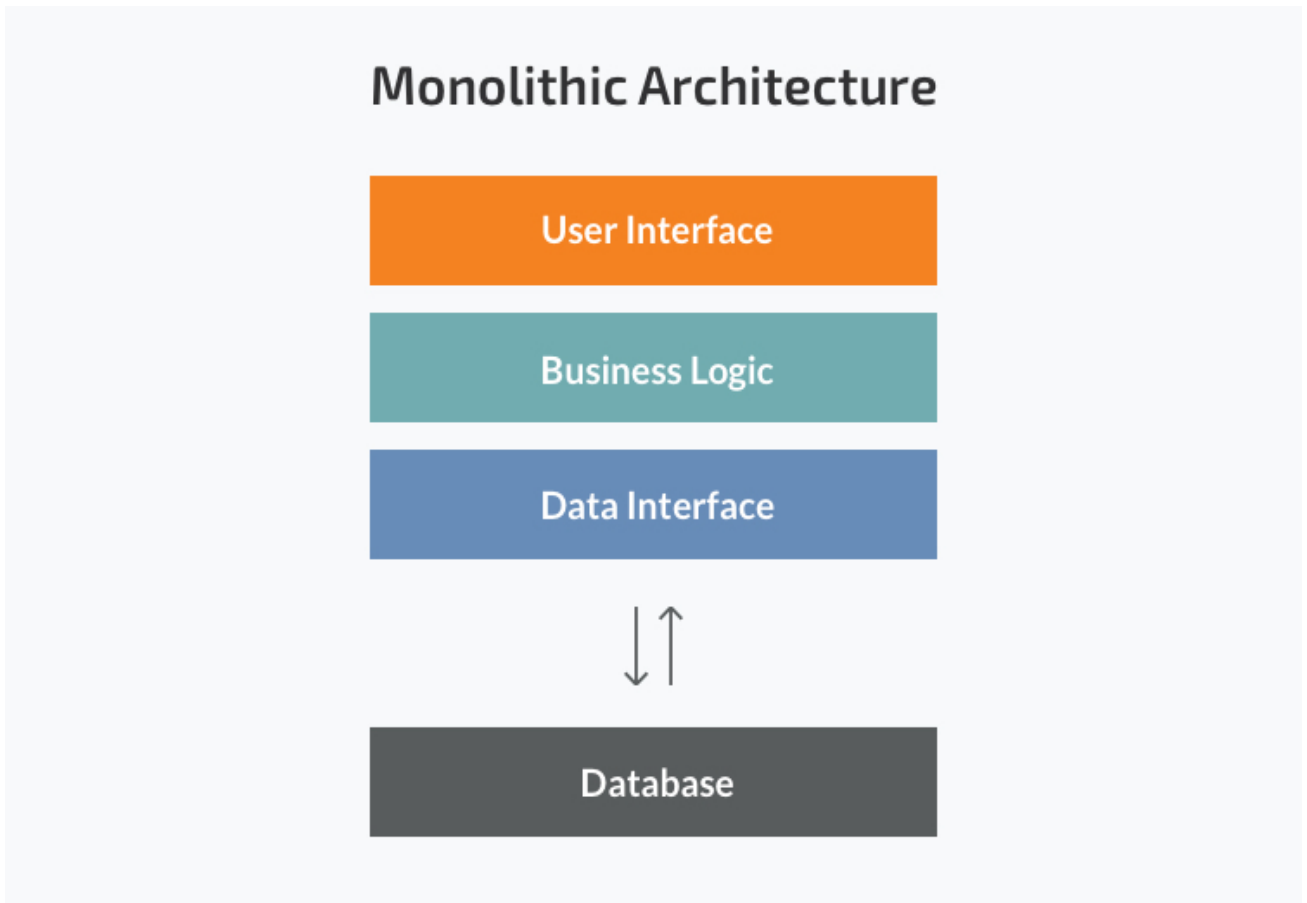 Monolithic Architecture
User Interface
Business Logic
Data Interface
Database